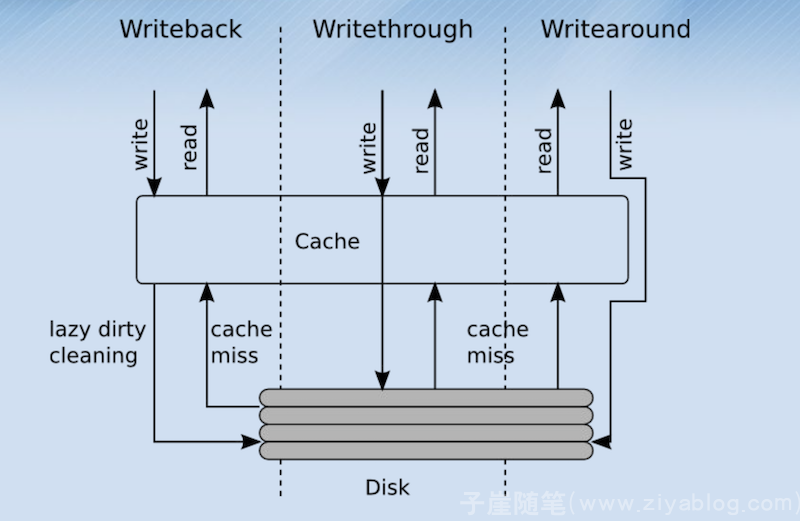 Writeback
Writethrough
Writearound
write
read
write
read
read
write
Cache
lazy dirty
cleaning
cache
miss
cache
miss
Disk
子崖随笔(www.ziyablog.com)